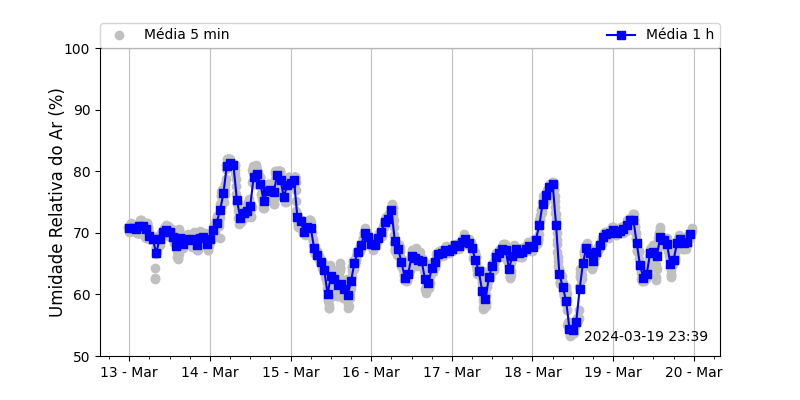 Média 5 min
Média 1 h
Umidade Relativa do Ar (%)
100
90
80
70
60
50
2024-03-19 23:39
13 - Mar
14 - Mar
15 - Mar
16 - Mar
17 - Mar
18 - Mar
19 - Mar
20 - Mar